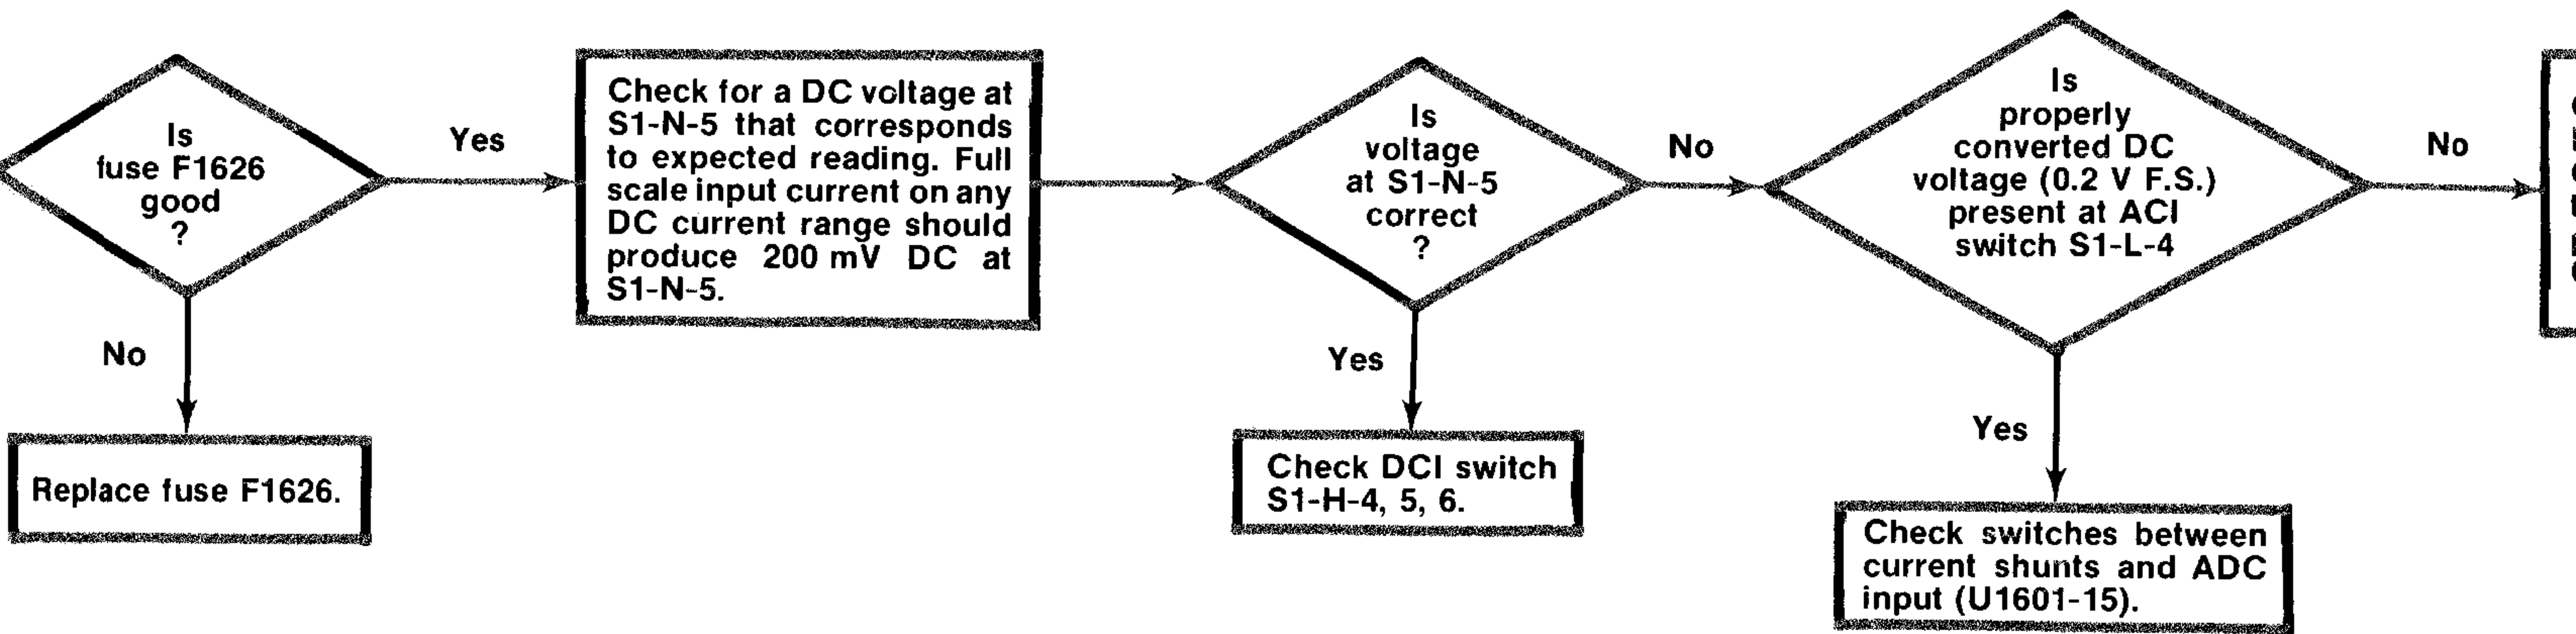 Is
fuse F1626
good
?
Yes
No
Replace fuse F1626.
Check for a DC voltage at
S1-N-5 that corresponds
to expected reading. Full
scale input current on any
DC current range should
produce 200 mV DC at
S1-N-5.
Is
voltage
at S1-N-5
correct
?
No
Yes
Check DCI switch
S1-H-4, 5, 6.
Is
properly
converted DC
voltage (0.2 V F.S.)
present at ACI
switch S1-L-4
No
Yes
Check switches between
current shunts and ADC
input (U1601-15).